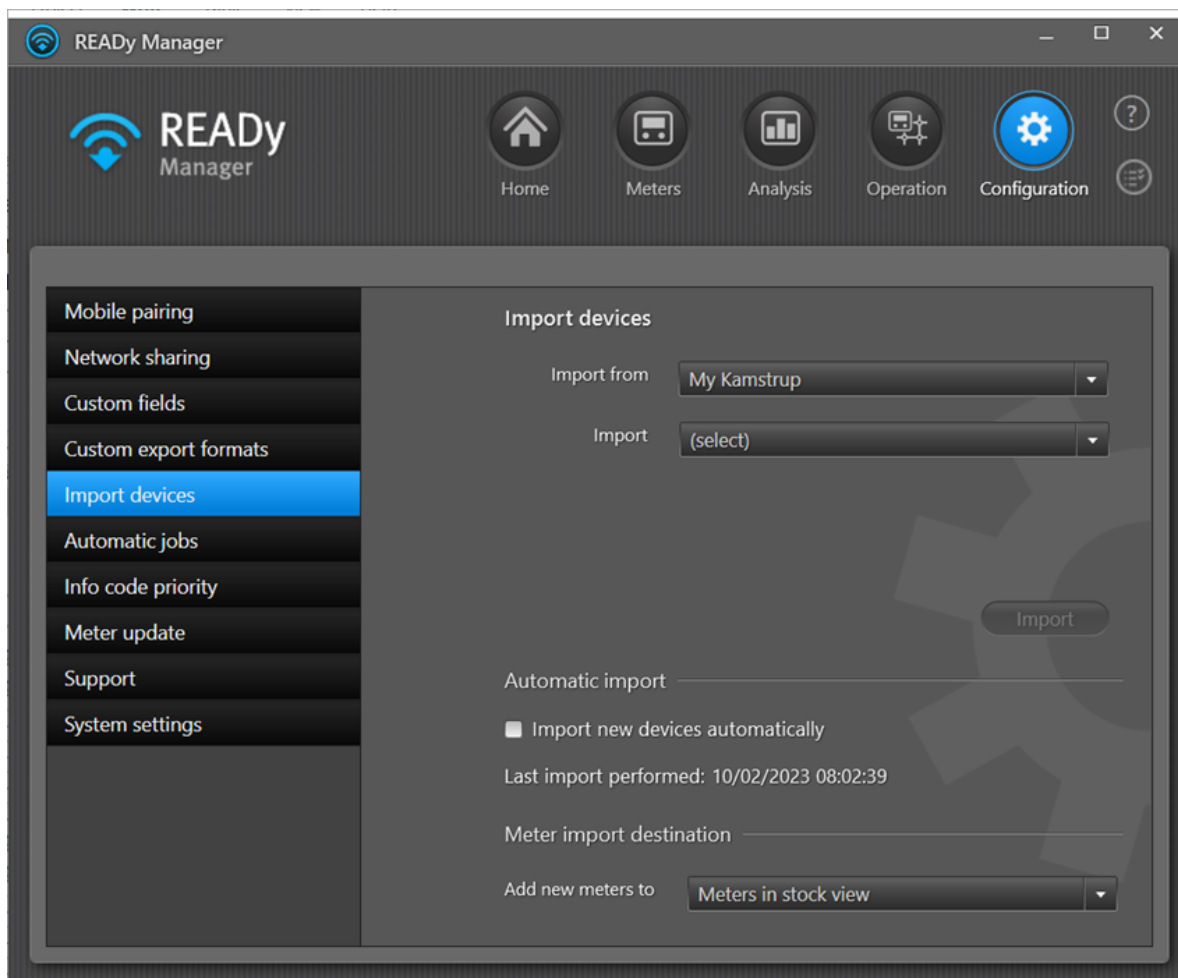 READy Manager
READy
Manager
Home
Meters
Analysis
Operation
Configuration
?
Mobile pairing
Network sharing
Custom fields
Custom export formats
Import devices
Automatic jobs
Info code priority
Meter update
Support
System settings
Import devices
Import from
My Kamstrup
Import
(select)
Import
Automatic import
Import new devices automatically
Last import performed: 10/02/2023 08:02:39
Meter import destination
Add new meters to
Meters in stock view